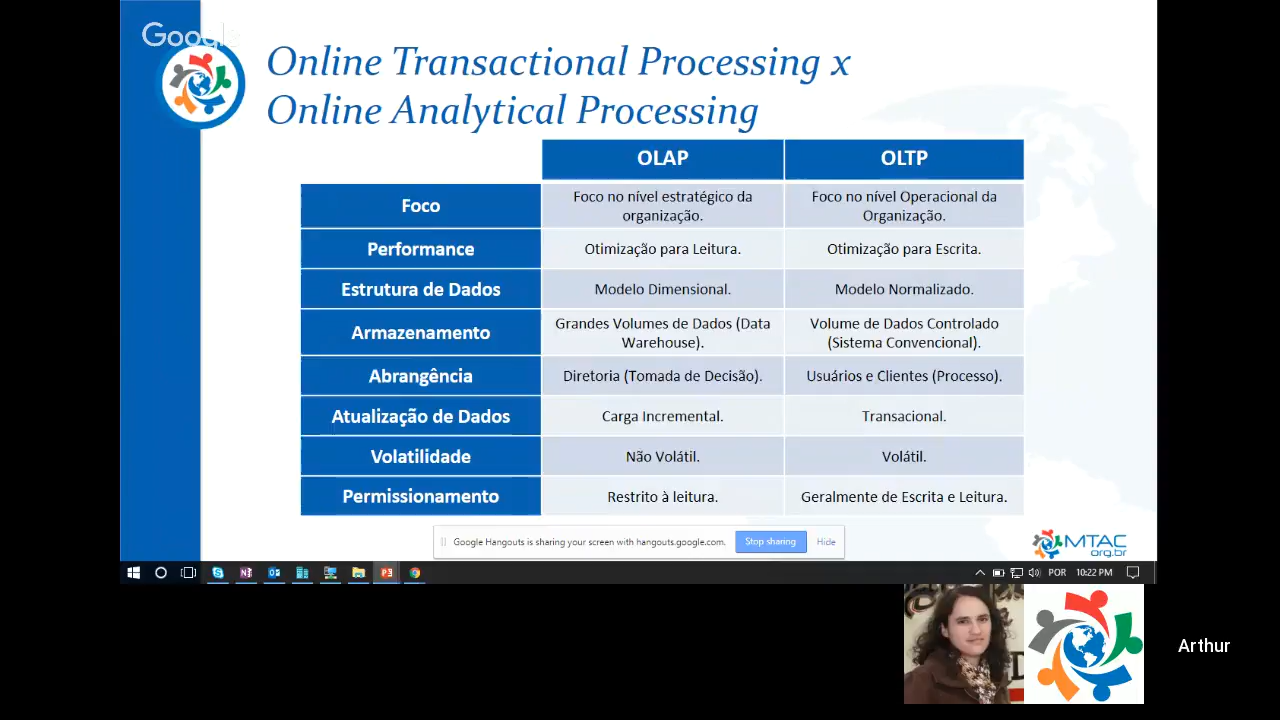 Google
Online Transactional Processing x
Online Analytical Processing
OLAP
OLTP
Foco
Foco no nível estratégico da
organização.
Foco no nível Operacional da
Organização.
Performance
Otimização para Leitura.
Otimização para Escrita.
Estrutura de Dados
Modelo Dimensional.
Modelo Normalizado.
Armazenamento
Grandes Volumes de Dados (Data
Warehouse).
Volume de Dados Controlado
(Sistema Convencional).
Abrangência
Diretoria (Tomada de Decisão).
Usuários e Clientes (Processo).
Atualização de Dados
Carga Incremental.
Transacional.
Volatilidade
Não Volátil.
Volátil.
Permissionamento
Restrito à leitura.
Geralmente de Escrita e Leitura.
Google Hangouts is sharing your screen with hangouts.google.com.
Stop sharing
Hide
MTAC
org.br
POR
10:22 PM
Arthur